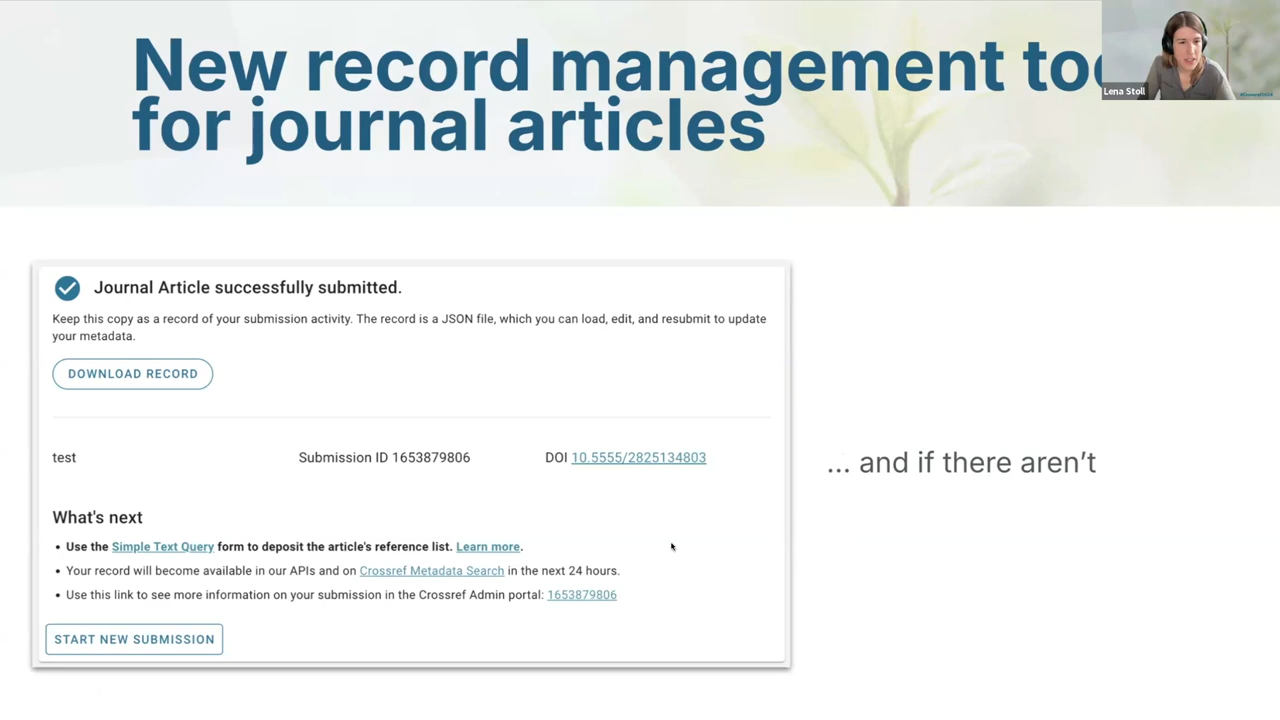 New record management too
for journal articles
Lena Stoll
Journal Article successfully submitted.
Keep this copy as a record of your submission activity. The record is a JSON file, which you can load, edit, and resubmit to update
your metadata.
DOWNLOAD RECORD
test Submission ID 1653879806 DOI 10.5555/2825134803
... and if there aren’t
What's next
• Use the Simple Text Query form to deposit the article's reference list. Learn more.
• Your record will become available in our APIs and on Crossref Metadata Search in the next 24 hours.
• Use this link to see more information on your submission in the Crossref Admin portal: 1653879806
START NEW SUBMISSION